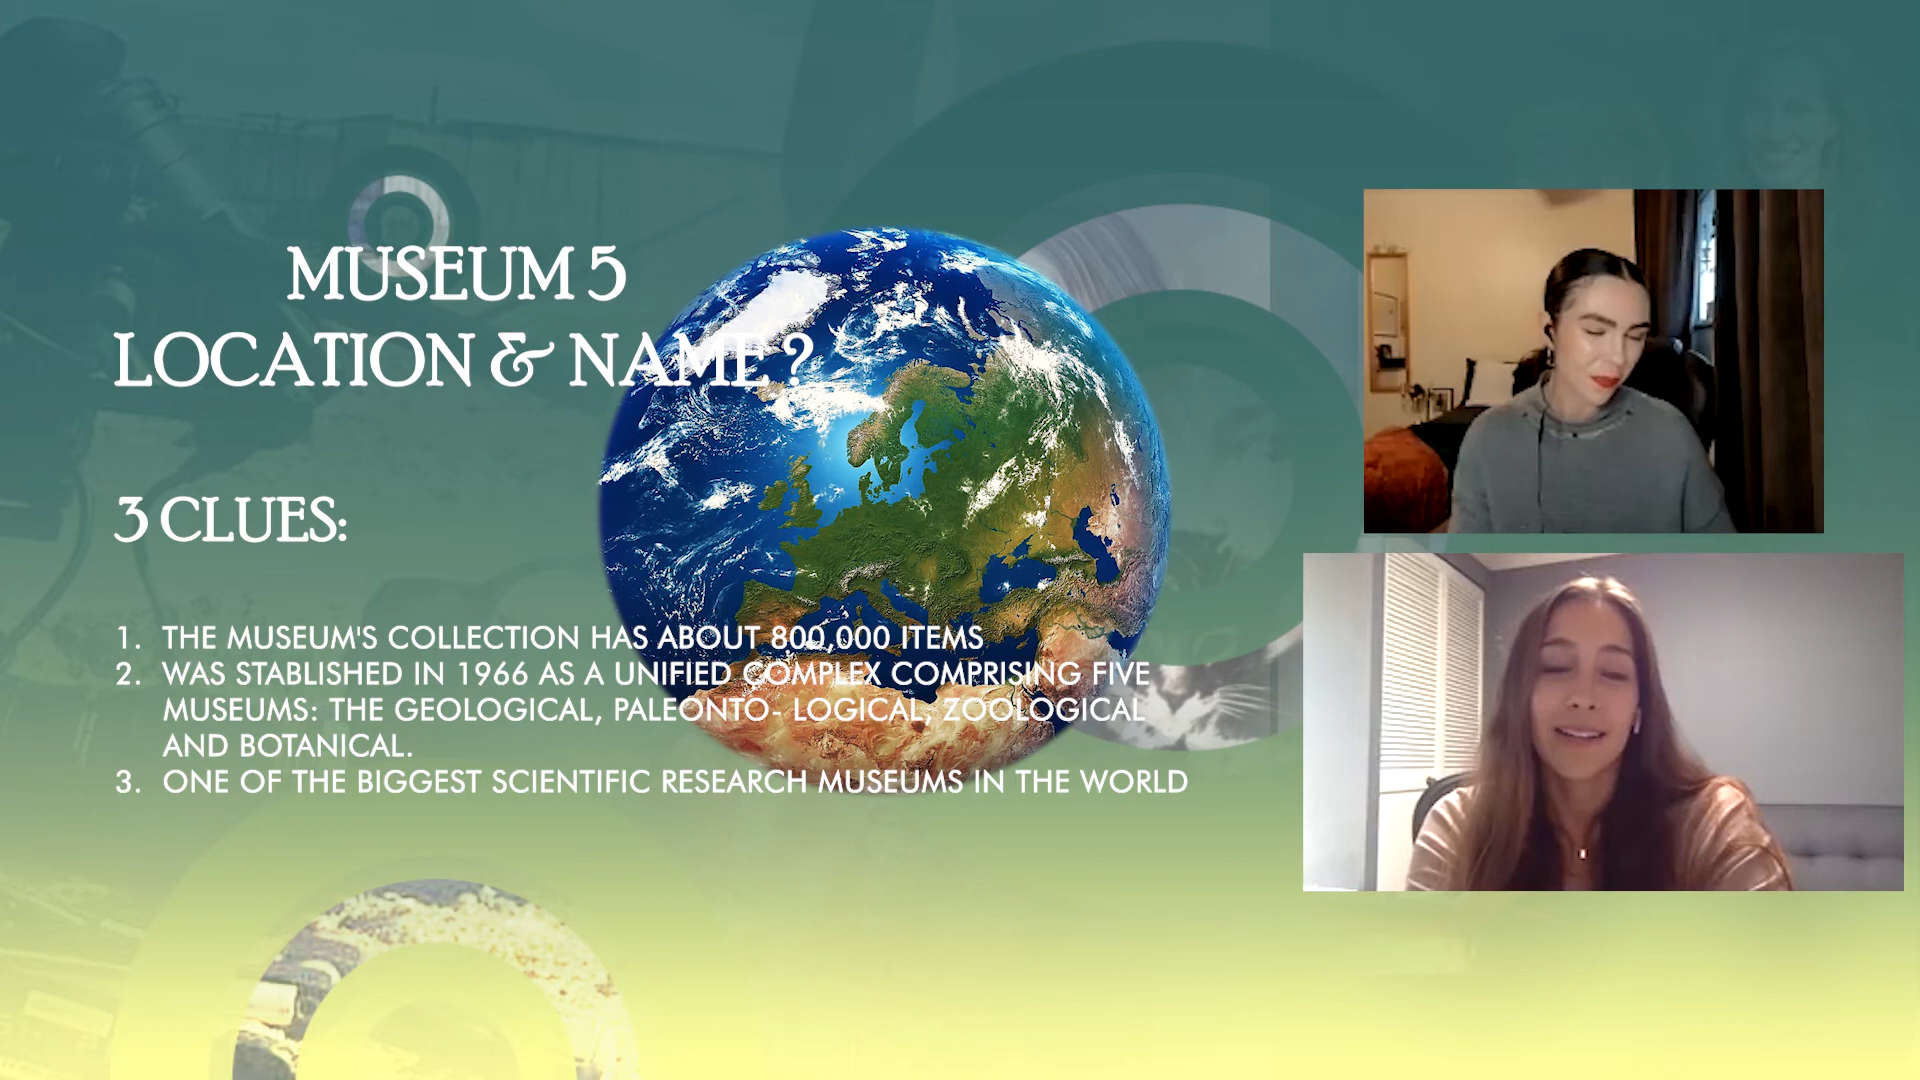 MUSEUM 5
LOCATION & NAME ?
3 CLUES:
1. THE MUSEUM'S COLLECTION HAS ABOUT 800,000 ITEMS
2. WAS STABLISHED IN 1966 AS A UNIFIED COMPLEX COMPRISING FIVE
MUSEUMS: THE GEOLOGICAL, PALEONTO- LOGICAL, ZOOLOGICAL
AND BOTANICAL.
3. ONE OF THE BIGGEST SCIENTIFIC RESEARCH MUSEUMS IN THE WORLD